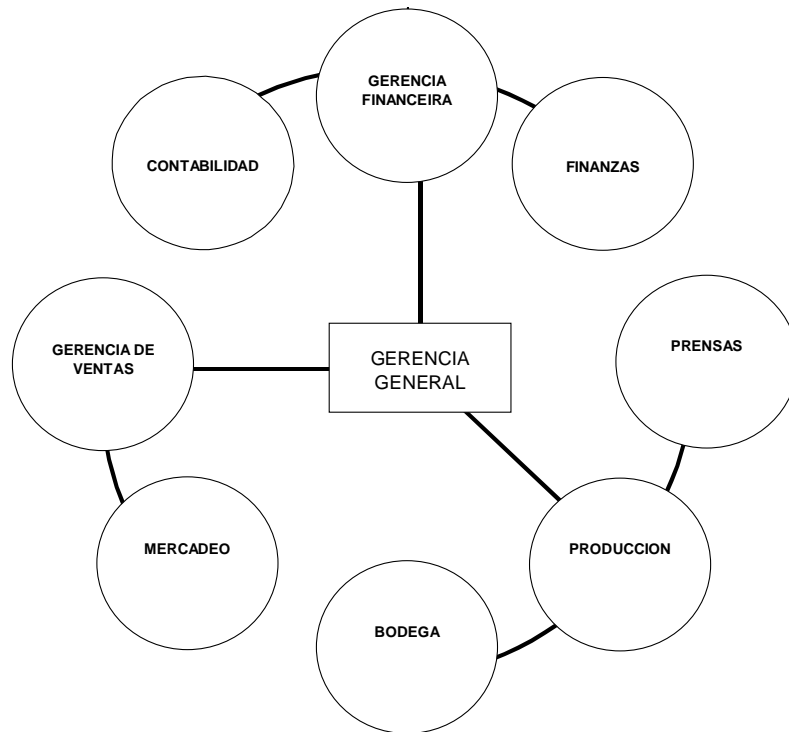 GERENCIA
FINANCEIRA
CONTABILIDAD
FINANZAS
GERENCIA DE
VENTAS
GERENCIA
GENERAL
PRENSAS
MERCADEO
PRODUCCION
BODEGA